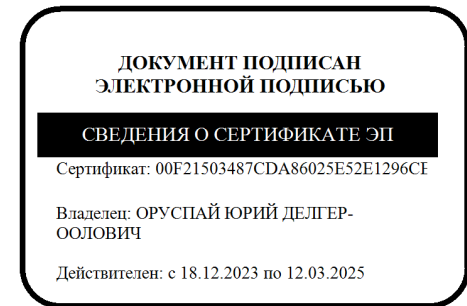 ДОКУМЕНТ ПОДПИСАН
ЭЛЕКТРОННОЙ ПОДПИСЬЮ
СВЕДЕНИЯ О СЕРТИФИКАТЕ ЭП
Сертификат: 00F21503487CDA86025E52E1296CE
Владелец: ОРУСПАЙ ЮРИЙ ДЕЛГЕР-
ООЛОВИЧ
Действителен: с 18.12.2023 по 12.03.2025